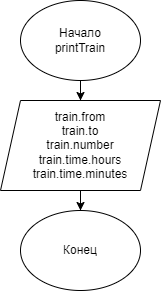 Начало
printTrain
train.from
train.to
train.number
train.time.hours
train.time.minutes
Конец